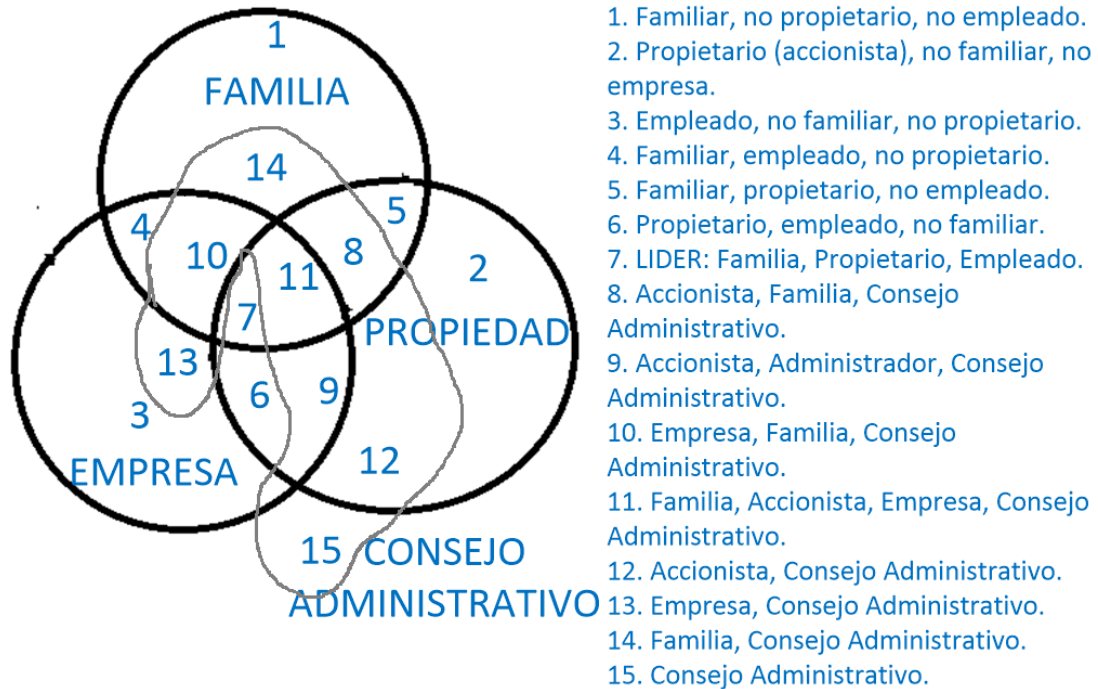 1
FAMILIA
14
4
5
10
8
11
2
7
PROPIEDAD
13
6
9
3
EMPRESA
12
15 CONSEJO
ADMINISTRATIVO
1. Familiar, no propietario, no empleado.
2. Propietario (accionista), no familiar, no
empresa.
3. Empleado, no familiar, no propietario.
4. Familiar, empleado, no propietario.
5. Familiar, propietario, no empleado.
6. Propietario, empleado, no familiar.
7. LIDER: Familia, Propietario, Empleado.
8. Accionista, Familia, Consejo
Administrativo.
9. Accionista, Administrador, Consejo
Administrativo.
10. Empresa, Familia, Consejo
Administrativo.
11. Familia, Accionista, Empresa, Consejo
Administrativo.
12. Accionista, Consejo Administrativo.
13. Empresa, Consejo Administrativo.
14. Familia, Consejo Administrativo.
15. Consejo Administrativo.